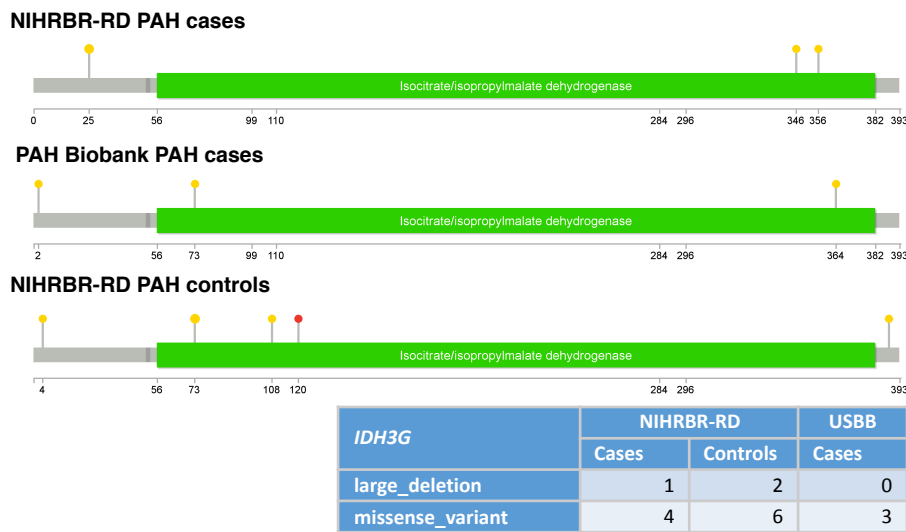 NIHRBR-RD PAH cases
Isocitrate/isopropylmalate dehydrogenase
0 25 56 99 110 284 296 346 356 382 393
PAH Biobank PAH cases
Isocitrate/isopropylmalate dehydrogenase
2 56 73 99 110 284 296 364 382 393
NIHRBR-RD PAH controls
Isocitrate/isopropylmalate dehydrogenase
4 56 73 108 120 284 296 393
IDH3G NIHRBR-RD USBB
Cases Controls Cases
large_deletion 1 2 0
missense_variant 4 6 3